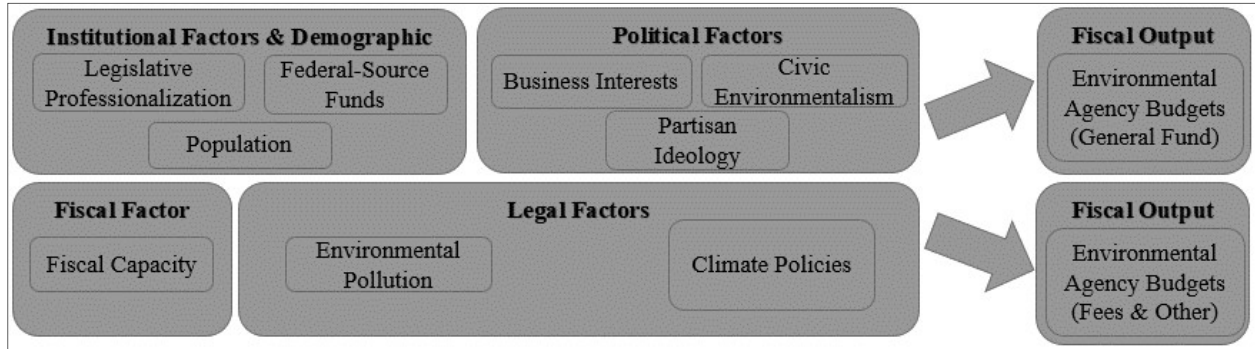 Institutional Factors & Demographic
Legislative
Professionalization
Federal-Source
Funds
Population
Political Factors
Business Interests
Civic
Environmentalism
Partisan
Ideology
Fiscal Output
Environmental
Agency Budgets
(General Fund)
Fiscal Factor
Fiscal Capacity
Legal Factors
Environmental
Pollution
Climate Policies
Fiscal Output
Environmental
Agency Budgets
(Fees & Other)